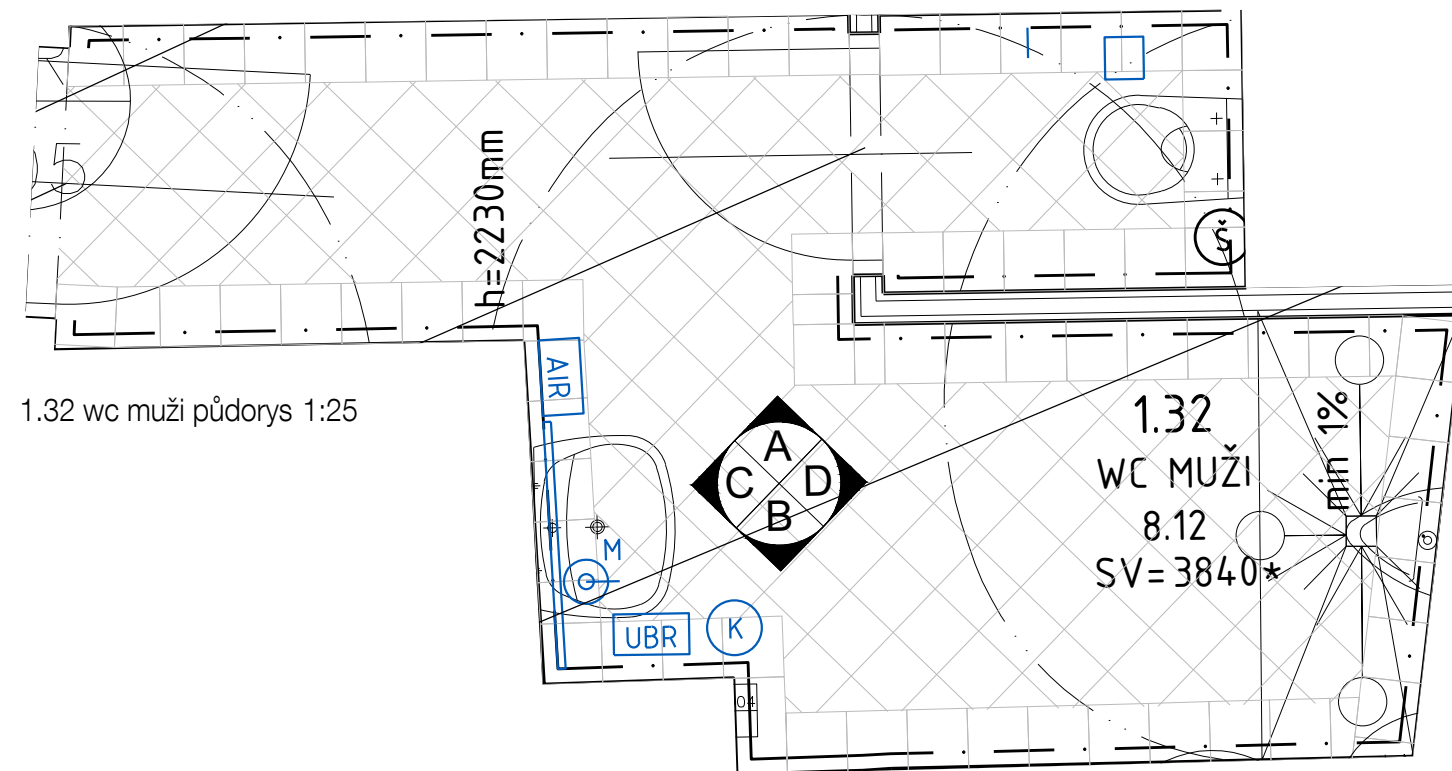 5
h=2230mm
Š
AIR
1.32 wc muži půdorys 1:25
A
C D
B
1.32
WC MUŽI
8.12
SV=3840*
min 1%
M
UBR
K
04